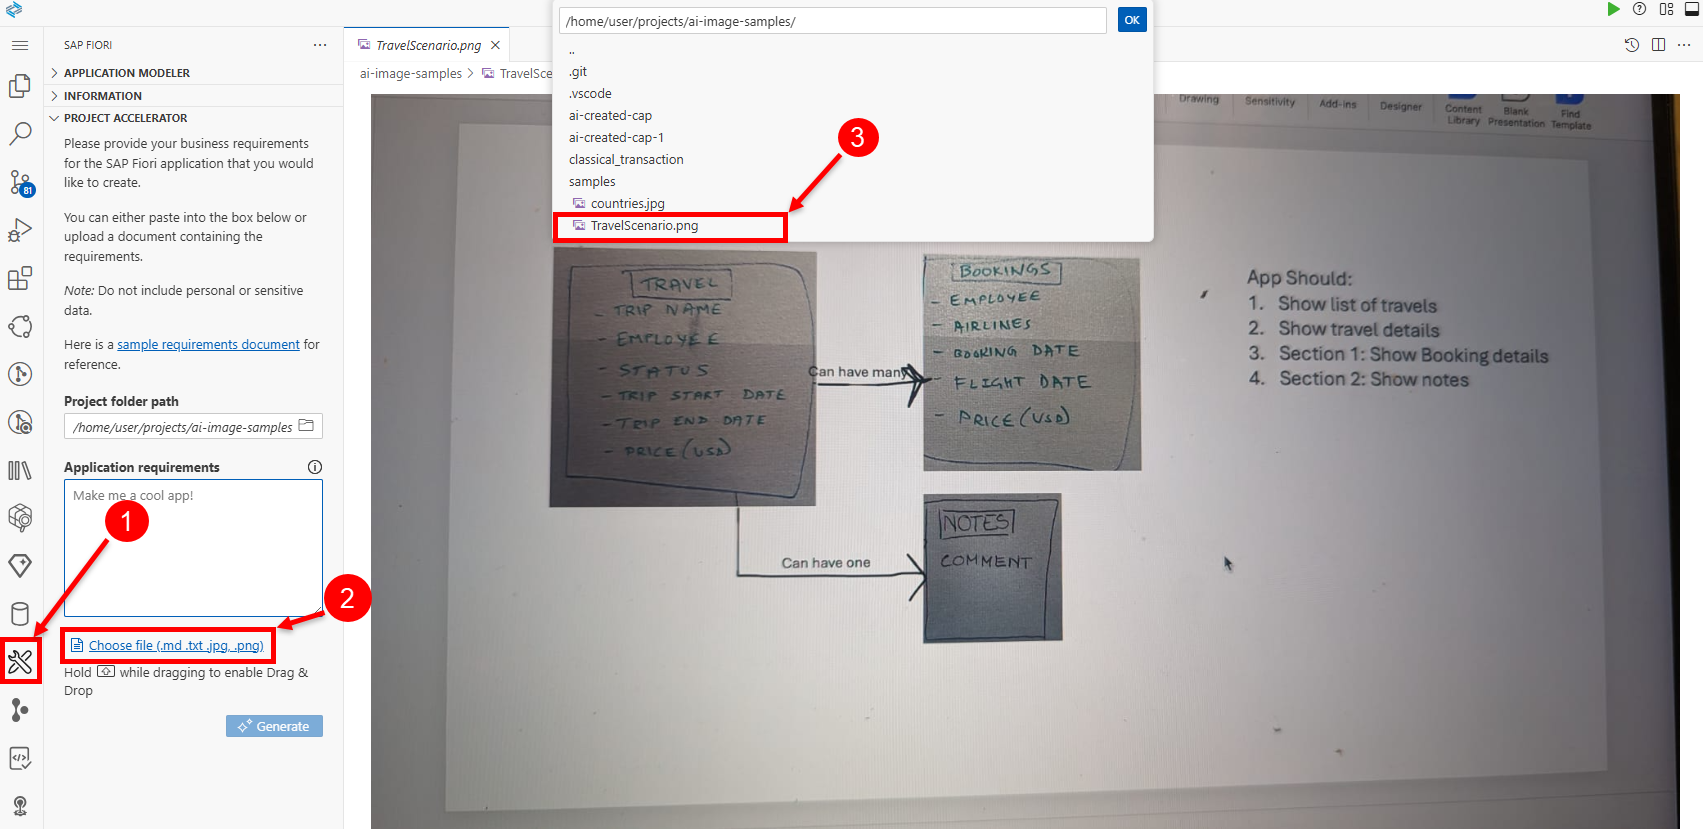 SAP FIORI
APPLICATION MODELER
INFORMATION
PROJECT ACCELERATOR
Please provide your business requirements
for the SAP Fiori application that you would
like to create.
You can either paste into the box below or
upload a document containing the
requirements.
Note: Do not include personal or sensitive
data.
Here is a sample requirements document for
reference.
Project folder path
/home/user/projects/ai-image-samples
Application requirements
Make me a cool app!
1
2
Choose file (.md .txt .jpg, .png)
Hold while dragging to enable Drag &
Drop
Generate
81
TravelScenario.png
ai-image-samples > TravelSce
/home/user/projects/ai-image-samples/
OK
..
.git
.vscode
ai-created-cap
ai-created-cap-1
classical_transaction
samples
countries.jpg
TravelScenario.png
3
Drawing
Sensitivity
Add-ins
Designer
Content
Library
Blank
Presentation
Find
Template
TRAVEL
- TRIP NAME
- EMPLOYEE
- STATUS
- TRIP START DATE
- TRIP END DATE
- PRICE (USD)
Can have many
BOOKINGS
- EMPLOYEE
- AIRLINES
- BOOKING DATE
- FLIGHT DATE
- PRICE (USD)
Can have one
NOTES
COMMENT
App Should:
1. Show list of travels
2. Show travel details
3. Section 1: Show Booking details
4. Section 2: Show notes